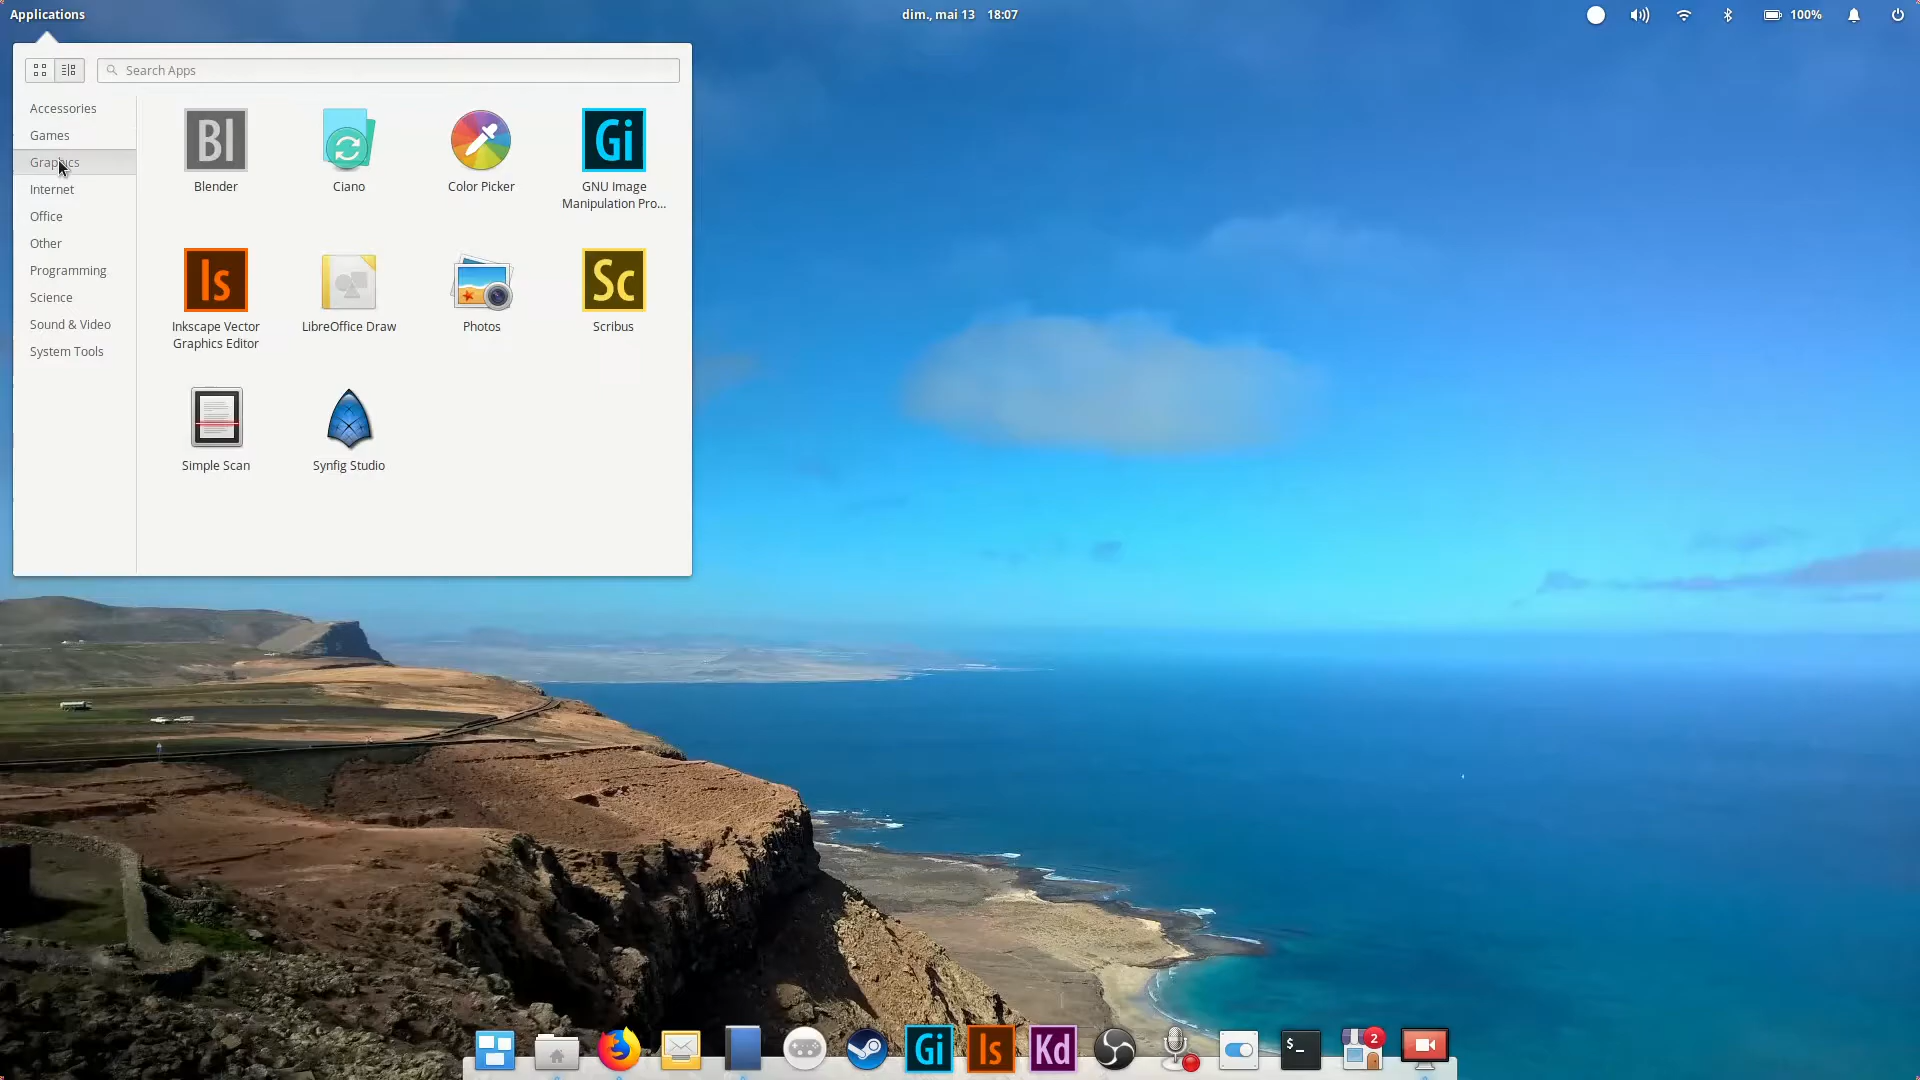 Applications
dim., mai 13 18:07
100%
Search Apps
Accessories
Games
Graphics
Internet
Office
Other
Programming
Science
Sound & Video
System Tools
Bl
Gi
Blender
Ciano
Color Picker
GNU Image
Manipulation Pro...
Is
Sc
Inkscape Vector
Graphics Editor
LibreOffice Draw
Photos
Scribus
Simple Scan
Synfig Studio
Gi
Is
Kd
$_
2